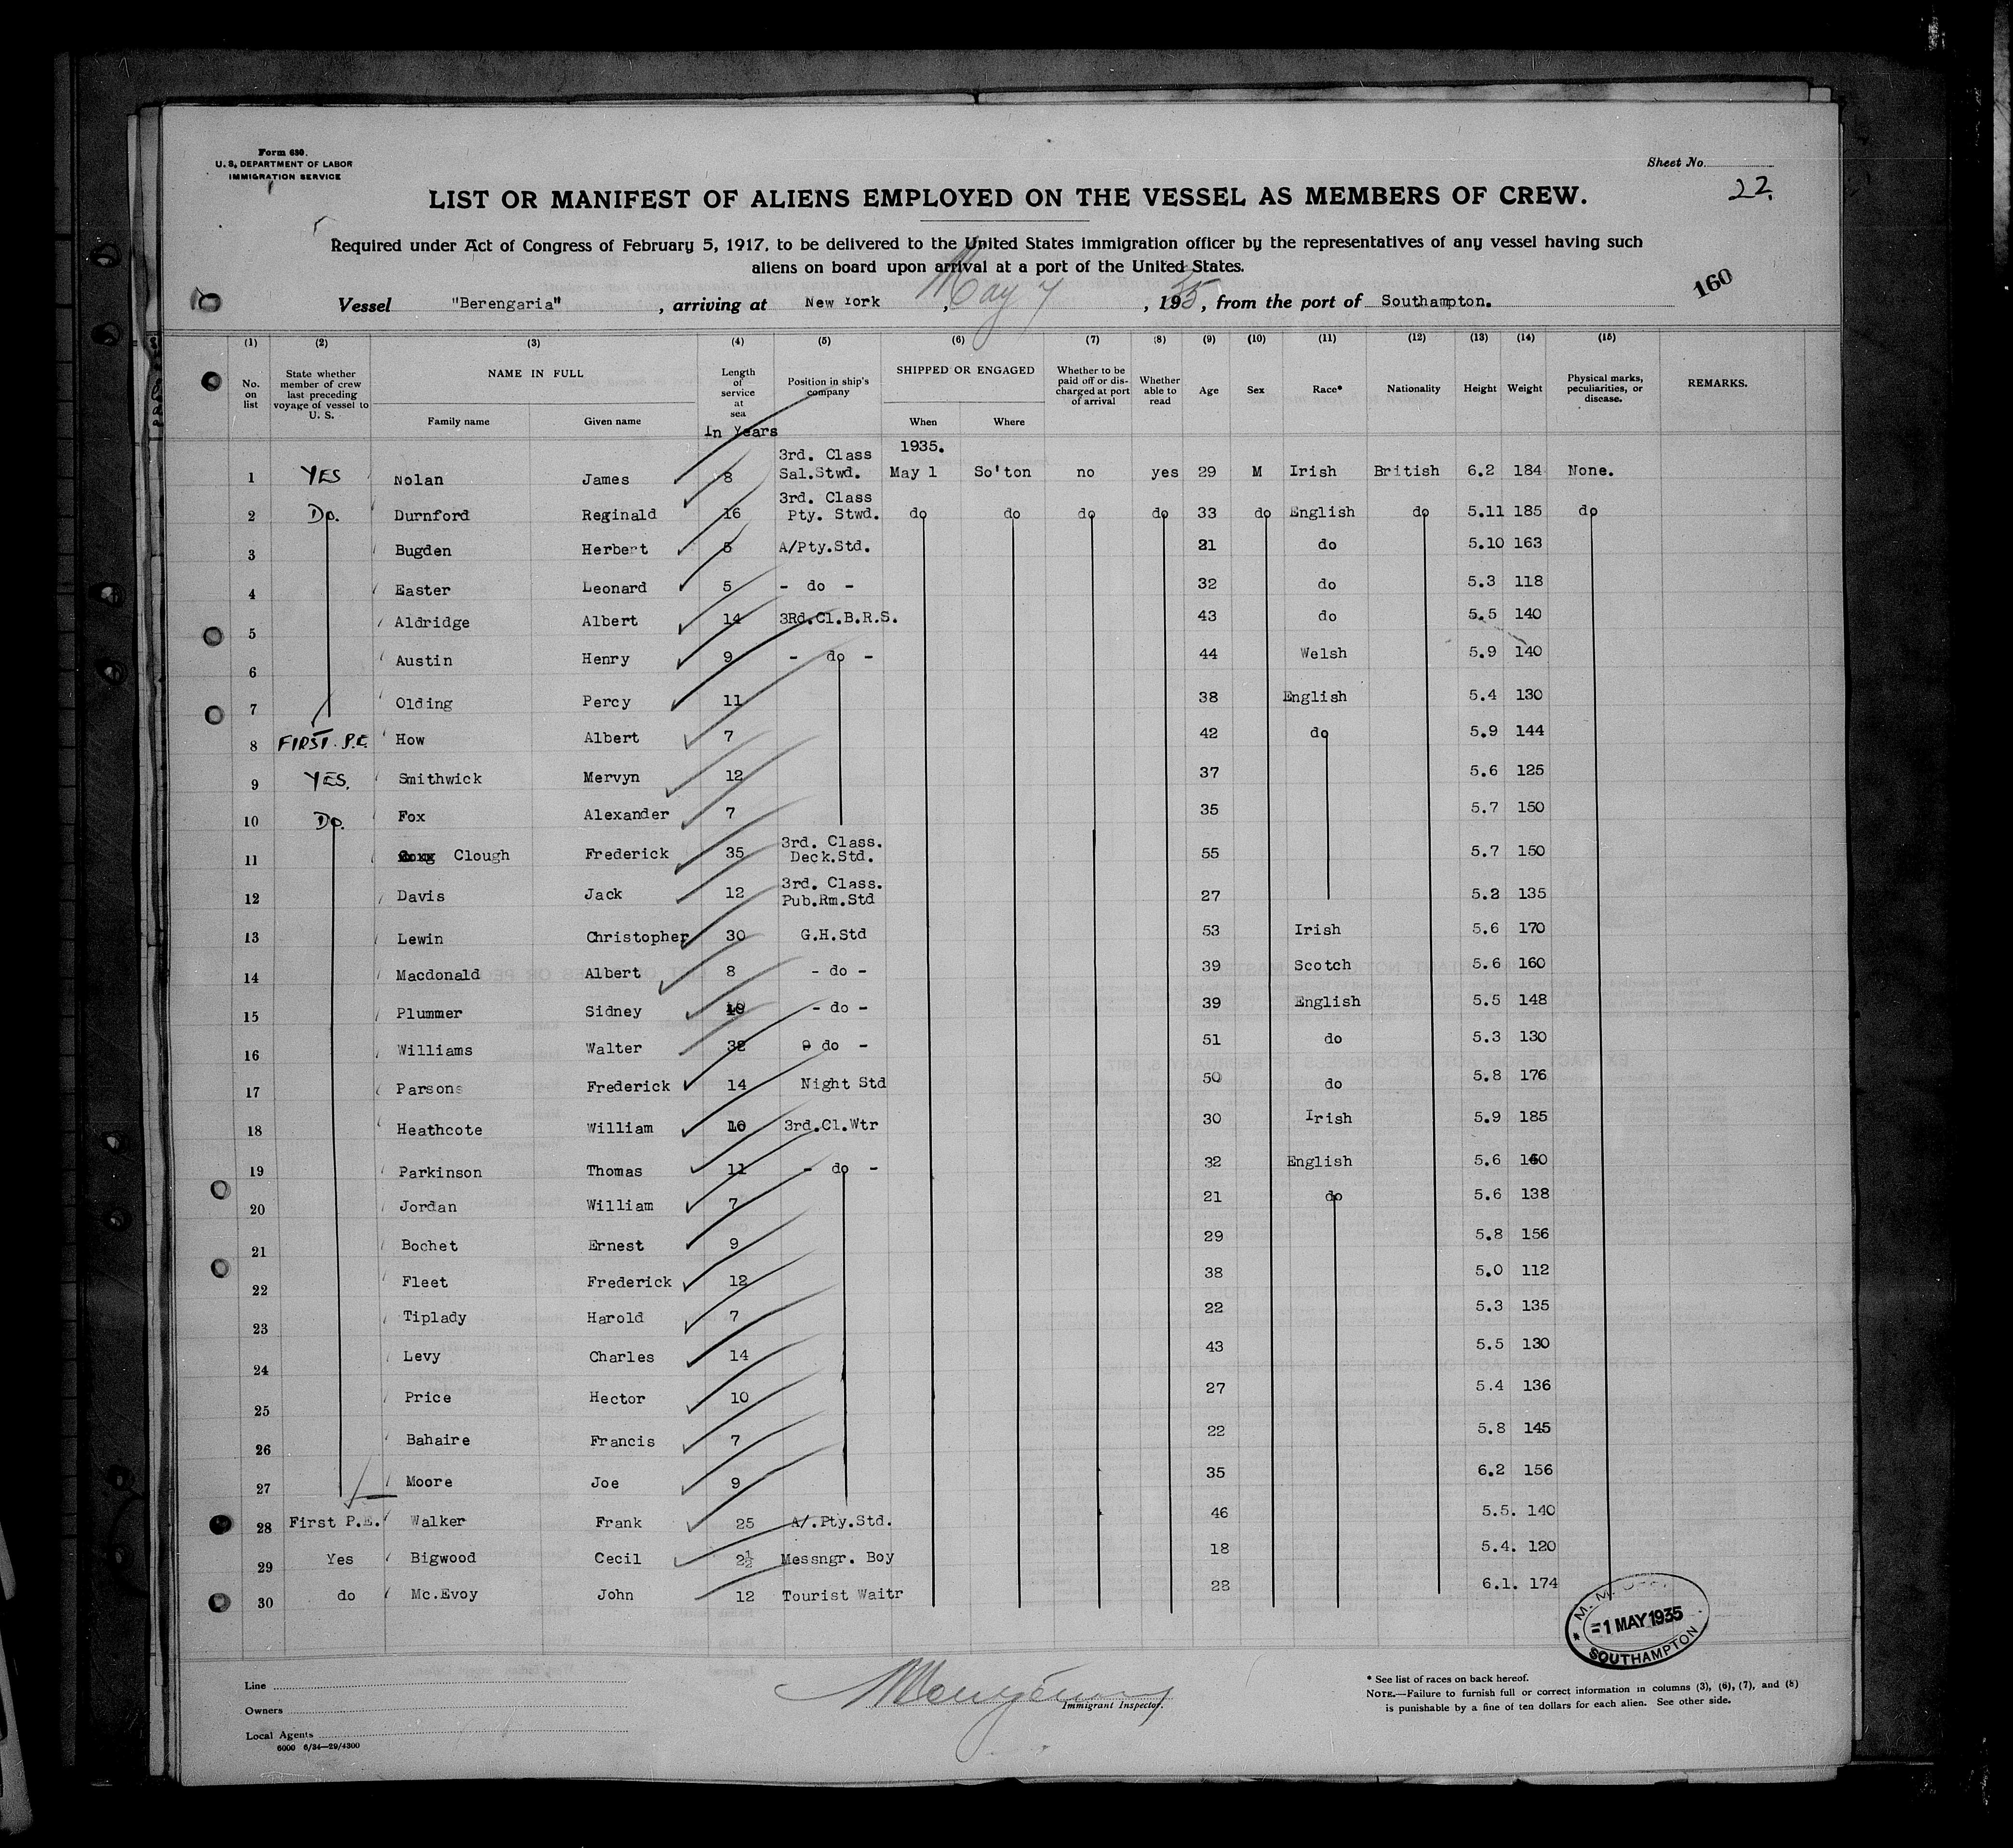 Form 680.
U. S. DEPARTMENT OF LABOR
IMMIGRATION SERVICE
Sheet No.
22.
LIST OR MANIFEST OF ALIENS EMPLOYED ON THE VESSEL AS MEMBERS OF CREW.
Required under Act of Congress of February 5, 1917, to be delivered to the United States immigration officer by the representatives of any vessel having such
aliens on board upon arrival at a port of the United States.
160
Vessel "Berengaria" , arriving at New York , May 7 , 1935 , from the port of Southampton.
(1) (2) (3) (4) (5) (6) (7) (8) (9) (10) (11) (12) (13) (14) (15)
No. on list State whether member of crew last preceding voyage of vessel to U. S. NAME IN FULL Family name Given name Length of service at sea Position in ship's company SHIPPED OR ENGAGED When Where Whether to be paid off or discharged at port of arrival Whether able to read Age Sex Race* Nationality Height Weight Physical marks, peculiarities, or disease. REMARKS.
In Years 1935.
1 YES Nolan James 8 3rd. Class Sal.Stwd. May 1 So'ton no yes 29 M Irish British 6.2 184 None.
2 Do. Durnford Reginald 16 3rd. Class Pty. Stwd. do do do do 33 do English do 5.11 185 do
3 Bugden Herbert 5 A/Pty.Std. 21 do 5.10 163
4 Easter Leonard 5 - do - 32 do 5.3 118
5 Aldridge Albert 14 3Rd.Cl.B.R.S. 43 do 5.5 140
6 Austin Henry 9 - do - 44 Welsh 5.9 140
7 Olding Percy 11 38 English 5.4 130
8 FIRST. P.E. How Albert 7 42 do 5.9 144
9 YES. Smithwick Mervyn 12 37 5.6 125
10 Do. Fox Alexander 7 35 5.7 150
11 Clough Frederick 35 3rd. Class. Deck.Std. 55 5.7 150
12 Davis Jack 12 3rd. Class. Pub.Rm.Std 27 5.2 135
13 Lewin Christopher 30 G.H.Std 53 Irish 5.6 170
14 Macdonald Albert 8 - do - 39 Scotch 5.6 160
15 Plummer Sidney - do - 39 English 5.5 148
16 Williams Walter 32 do - 51 do 5.3 130
17 Parsons Frederick 14 Night Std 50 do 5.8 176
18 Heathcote William 10 3rd.Cl.Wtr 30 Irish 5.9 185
19 Parkinson Thomas 11 - do - 32 English 5.6
20 Jordan William 7 21 do 5.6 138
21 Bochet Ernest 9 29 5.8 156
22 Fleet Frederick 12 38 5.0 112
23 Tiplady Harold 7 22 5.3 135
24 Levy Charles 14 43 5.5 130
25 Price Hector 10 27 5.4 136
26 Bahaire Francis 7 22 5.8 145
27 Moore Joe 9 35 6.2 156
28 First P.E. Walker Frank 25 A/.Pty.Std. 46 5.5. 140
29 Yes Bigwood Cecil 2½ Messngr. Boy 18 5.4. 120
30 do Mc.Evoy John 12 Tourist Waitr 28 6.1. 174
-1 MAY 1935
SOUTHAMPTON
Line
Owners
Local Agents
6000 6/34—29/4300
Immigrant Inspector.
* See list of races on back hereof.
NOTE.—Failure to furnish full or correct information in columns (3), (6), (7), and (8)
is punishable by a fine of ten dollars for each alien. See other side.